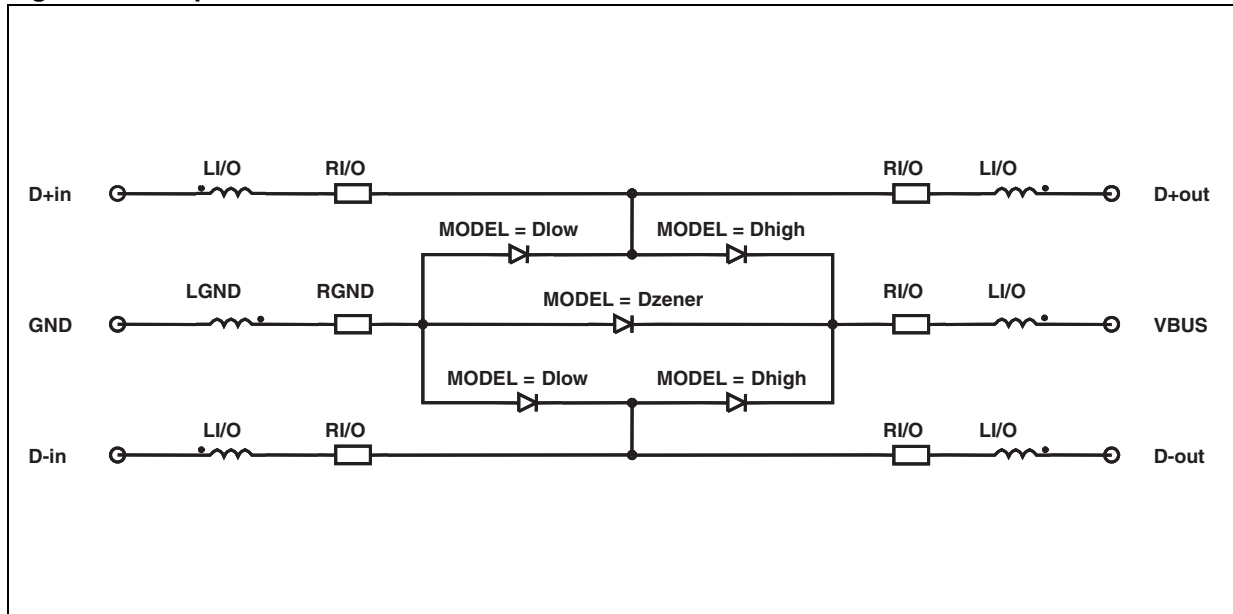 LI/O RI/O RI/O LI/O
D+in D+out
MODEL = Dlow MODEL = Dhigh
LGND RGND MODEL = Dzener RI/O LI/O
GND VBUS
MODEL = Dlow MODEL = Dhigh
LI/O RI/O RI/O LI/O
D-in D-out